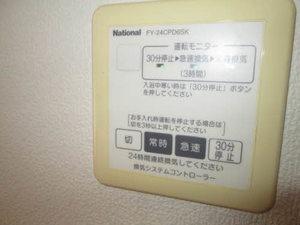 National FY-24CPD6SK
運転モニター
30分停止▶急速換気▶常時換気
(3時間)
入浴中寒い時は「30分停止」ボタン
を押してください
お手入れ時運転を停止する場合は
切を3秒以上押してください
切 常時 急速 30分停止
24時間連続換気してください
換気システムコントローラー